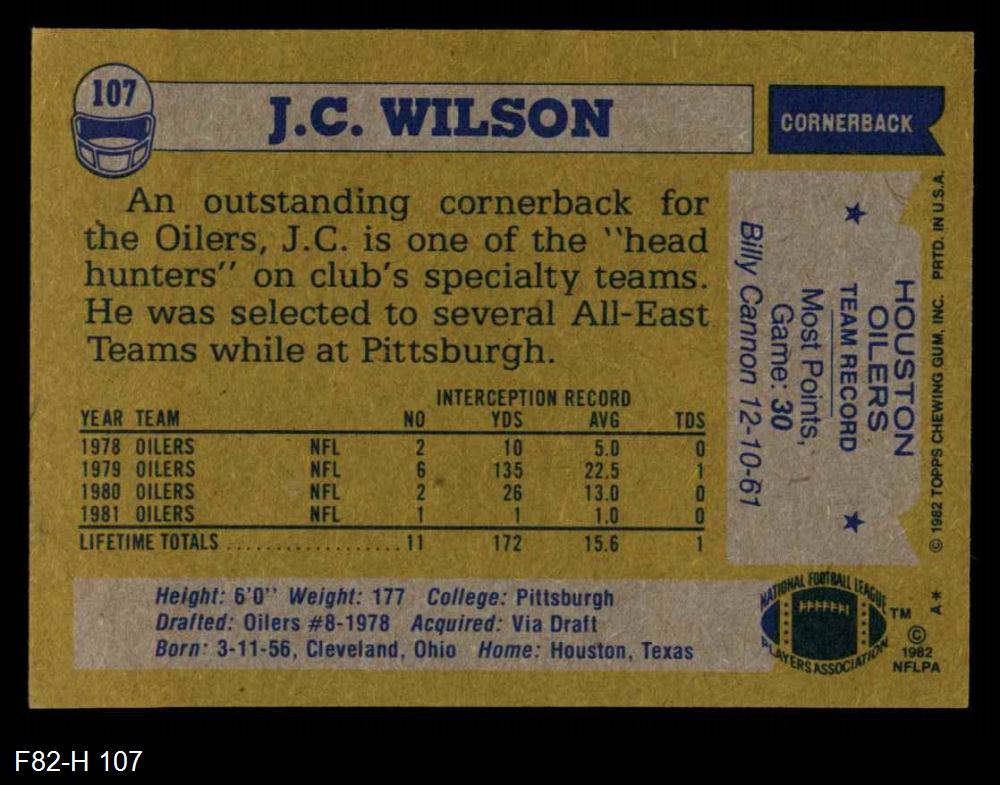 107
J.C. WILSON
CORNERBACK
An outstanding cornerback for
the Oilers, J.C. is one of the "head
hunters" on club's specialty teams.
He was selected to several All-East
Teams while at Pittsburgh.
INTERCEPTION RECORD
YEAR TEAM NO YDS AVG TDS
1978 OILERS NFL 2 10 5.0 0
1979 OILERS NFL 6 135 22.5 1
1980 OILERS NFL 2 26 13.0 0
1981 OILERS NFL 1 1 1.0 0
LIFETIME TOTALS ................. 11 172 15.6 1
Height: 6'0" Weight: 177 College: Pittsburgh
Drafted: Oilers #8-1978 Acquired: Via Draft
Born: 3-11-56, Cleveland, Ohio Home: Houston, Texas
HOUSTON
OILERS
★ TEAM RECORD ★
Most Points,
Game: 30
Billy Cannon 12-10-61
© 1982 TOPPS CHEWING GUM, INC. PRTD. IN U.S.A.
A*
NATIONAL FOOTBALL LEAGUE
PLAYERS ASSOCIATION
TM
©
1982
NFLPA
F82-H 107